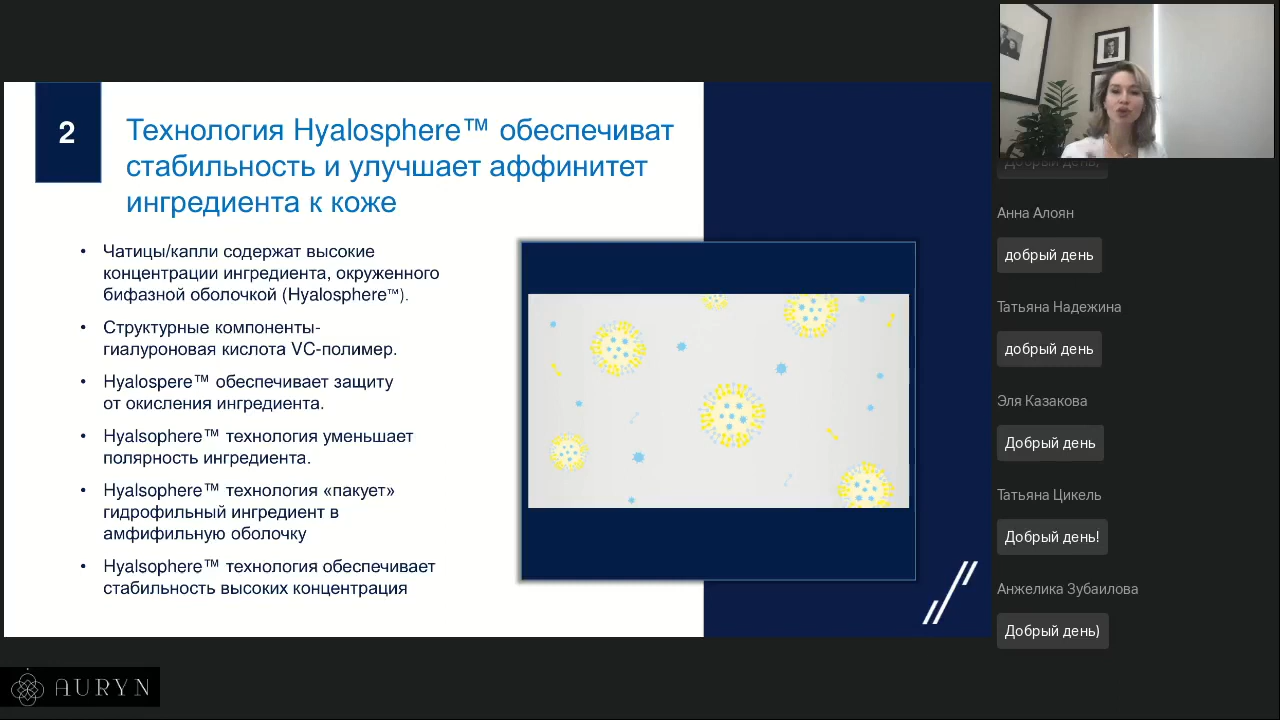 2
Технология Hyalosphere™ обеспечиват
стабильность и улучшает аффинитет
ингредиента к коже
• Чатицы/капли содержат высокие
концентрации ингредиента, окруженного
бифазной оболочкой (Hyalosphere™).
• Структурные компоненты-
гиалуроновая кислота VC-полимер.
• Hyalospere™ обеспечивает защиту
от окисления ингредиента.
• Hyalsophere™ технология уменьшает
полярность ингредиента.
• Hyalsophere™ технология «пакует»
гидрофильный ингредиент в
амфифильную оболочку
• Hyalsophere™ технология обеспечивает
стабильность высоких концентрация
AURYN
Добрый день,
Анна Алоян
добрый день
Татьяна Надежина
добрый день
Эля Казакова
Добрый день
Татьяна Цикель
Добрый день!
Анжелика Зубаилова
Добрый день)